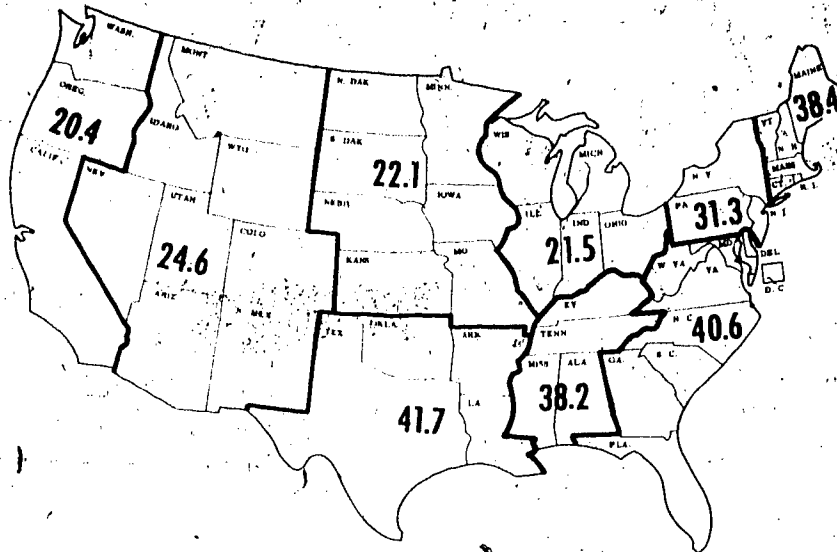 WASH.
MONT
N. DAK
MINN.
MAINE
38.4
OREG.
20.4
IDAHO
WIS
VT
N. H.
S. DAK
WYO
MICH
N. Y.
MASS
CALIF.
NEV.
22.1
CT.
R. I.
IOWA
PA
31.3
N. J.
NEBR
UTAH
ILL
IND
OHIO
21.5
COLO
MD
DEL
24.6
KANS
MO
W. VA
VA
D. C.
KY
ARIZ
N. MEX
N. C.
40.6
TEX
OKLA.
ARK
TENN
S. C.
MISS
ALA.
GA.
38.2
LA.
41.7
FLA.